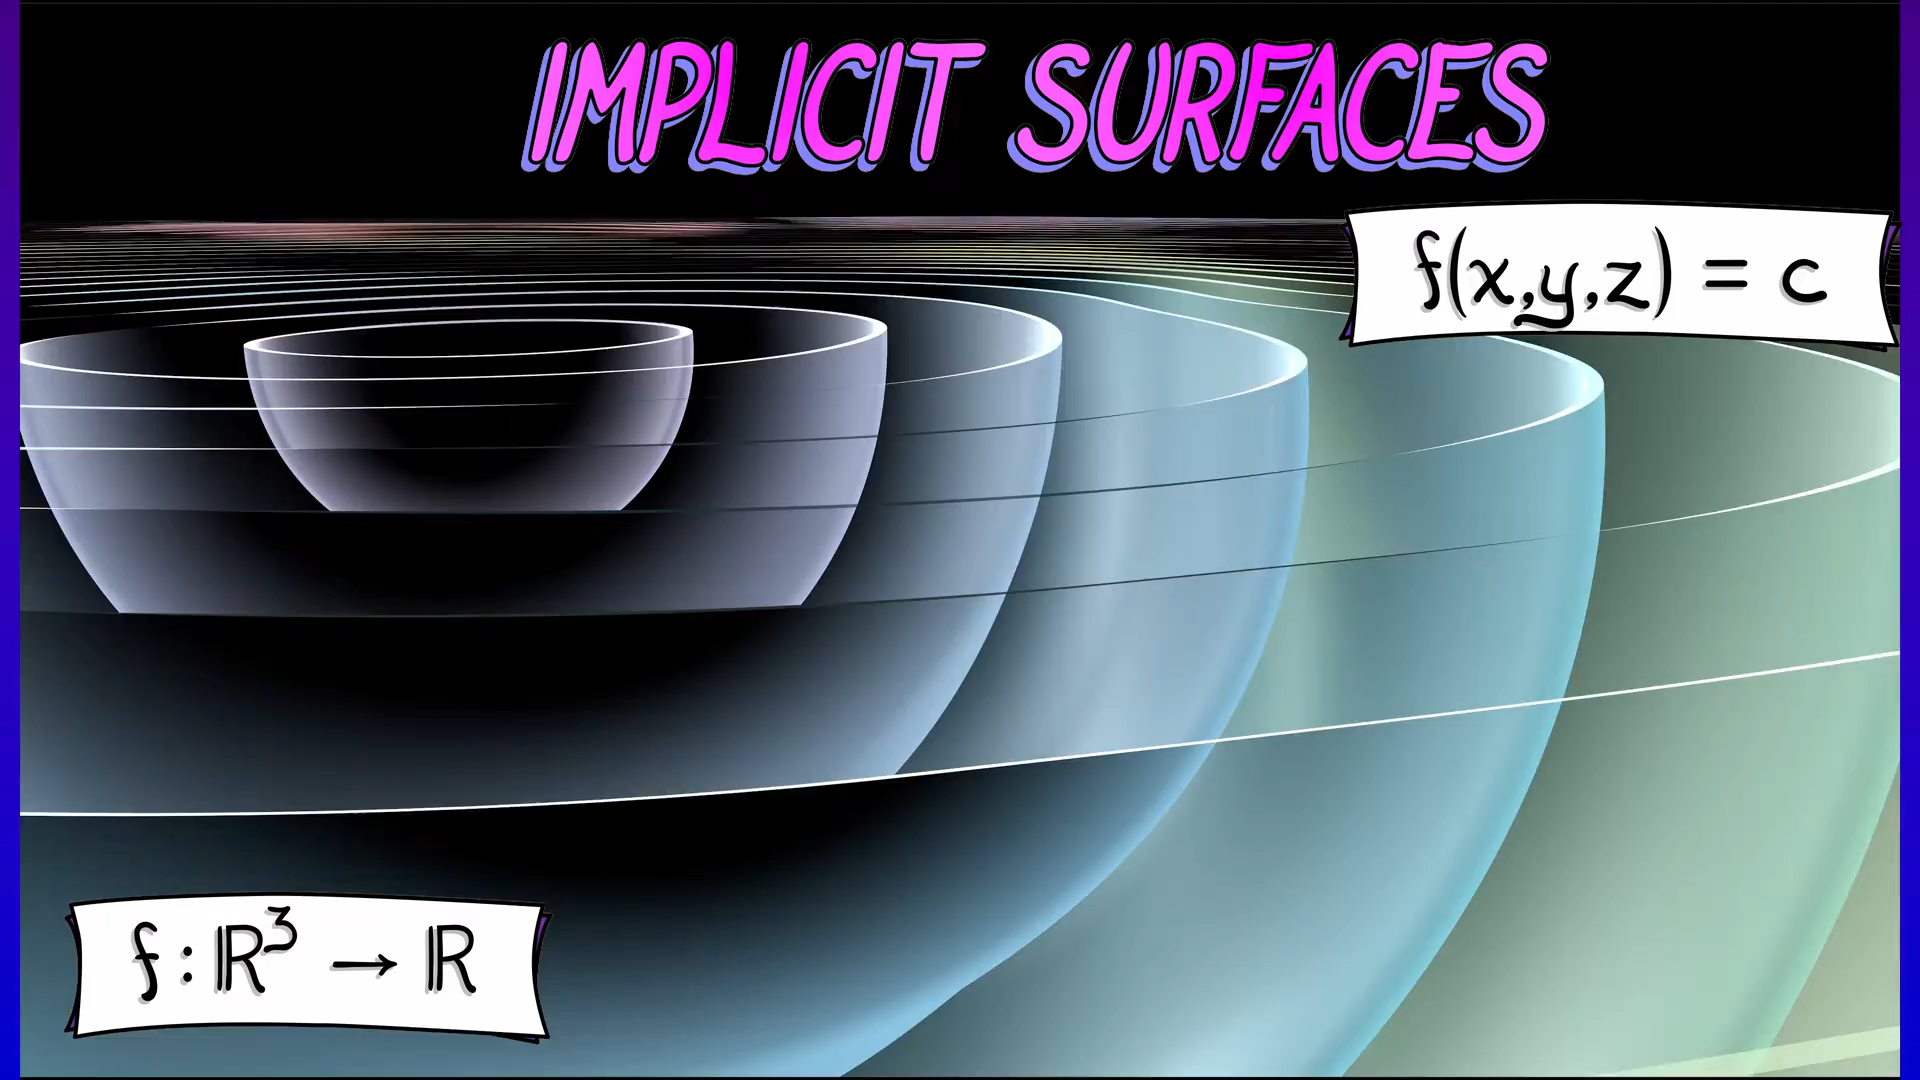 IMPLICIT SURFACES
f(x,y,z) = c
f : ℝ³ → ℝ